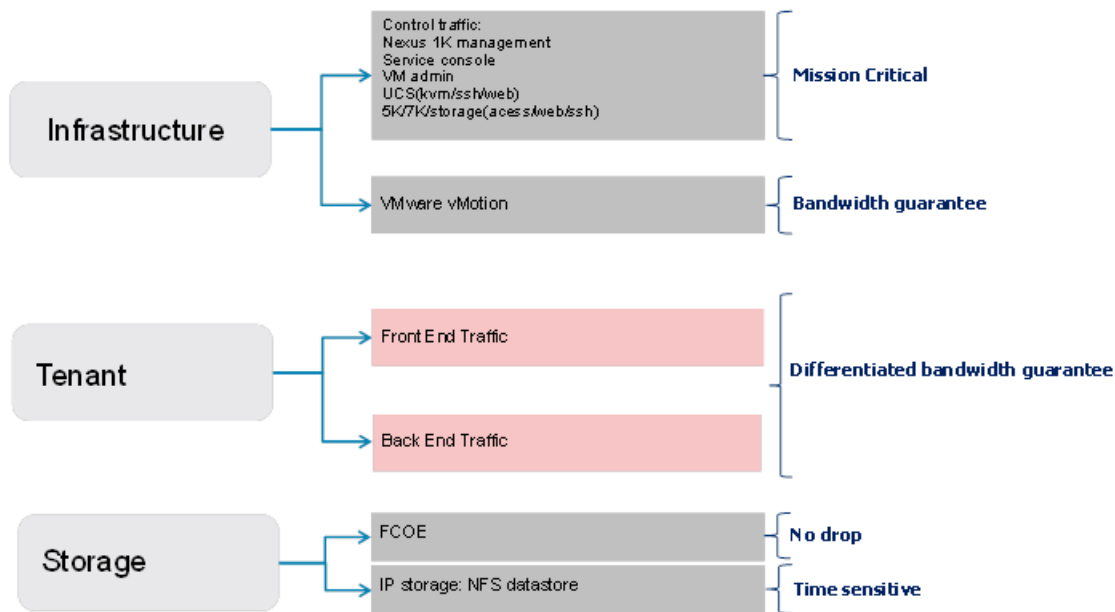 Infrastructure
Control traffic:
Nexus 1K management
Service console
VM admin
UCS(kvm/ssh/web)
5K/7K/storage(acess/web/ssh)
Mission Critical
VMware vMotion
Bandwidth guarantee
Tenant
Front End Traffic
Back End Traffic
Differentiated bandwidth guarantee
Storage
FCOE
No drop
IP storage: NFS datastore
Time sensitive